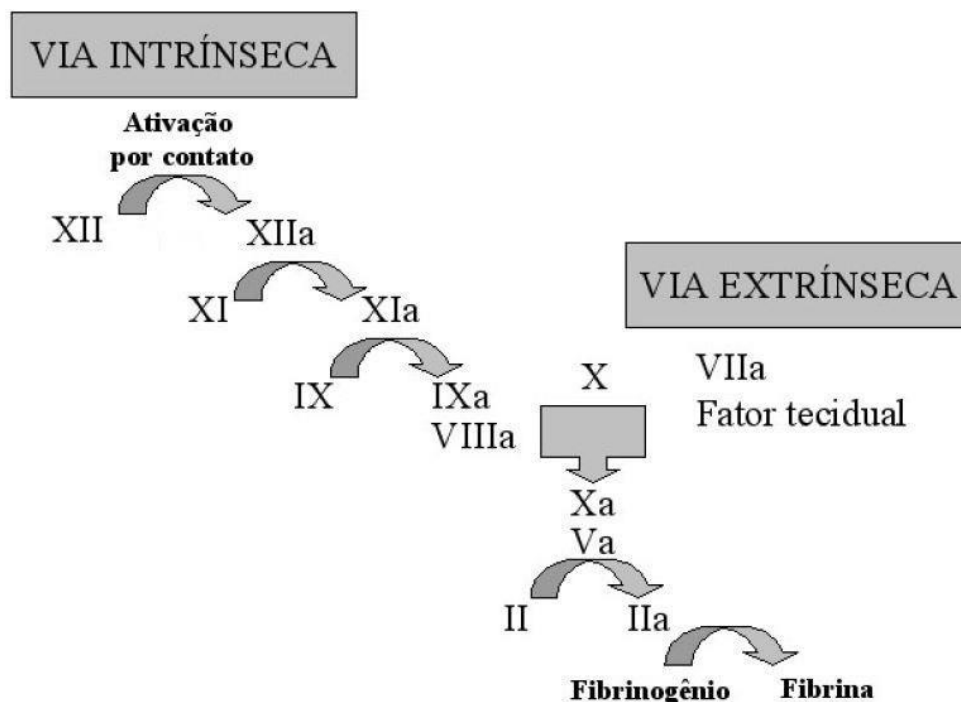 VIA INTRÍNSECA
Ativação
por contato
XII
XIIa
XI
XIa
IX
IXa
VIIIa
VIA EXTRÍNSECA
X
VIIa
Fator tecidual
Xa
Va
II
IIa
Fibrinogênio
Fibrina